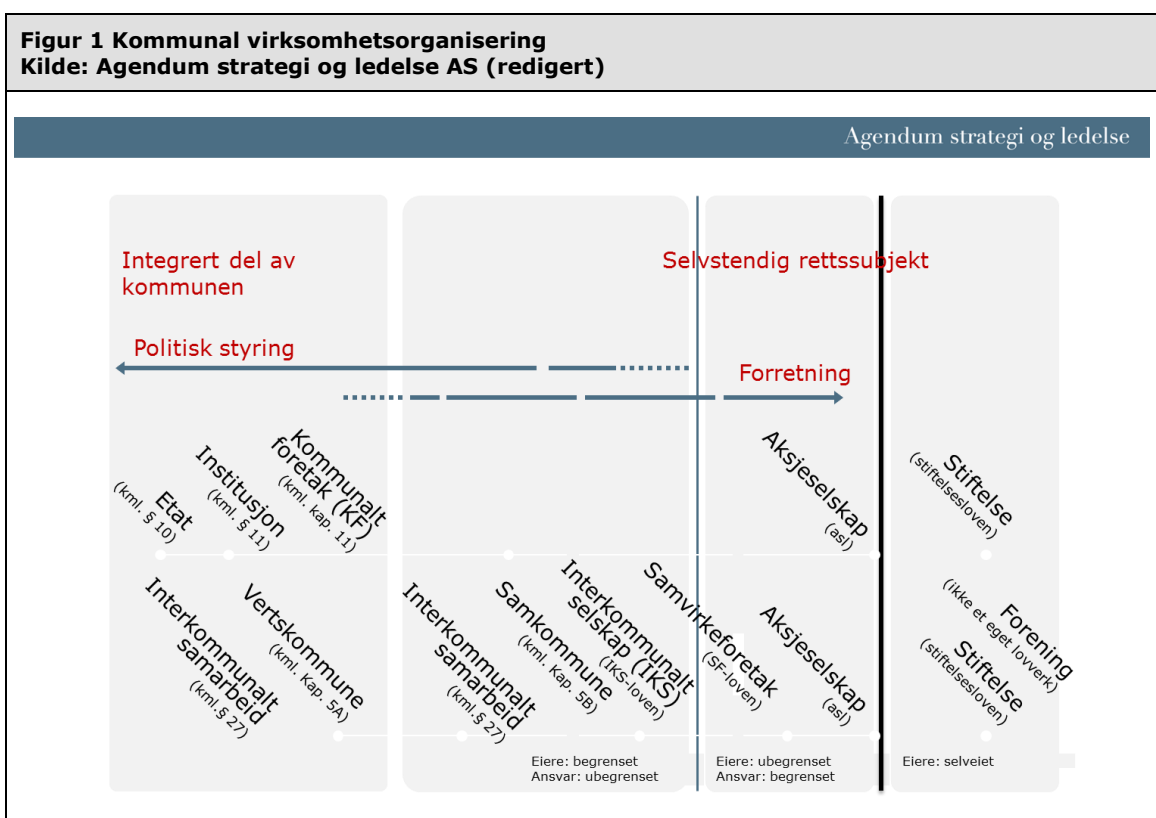 Figur 1 Kommunal virksomhetsorganisering
Kilde: Agendum strategi og ledelse AS (redigert)
Agendum strategi og ledelse
Integrert del av
kommunen
Selvstendig rettssubjekt
Politisk styring
Forretning
Etat
(kml. § 10)
Institusjon
(kml. § 11)
Kommunalt
foretak (KF)
(kml. kap. 11)
Aksjeselskap
(asl)
Stiftelse
(stiftelsesloven)
Interkommunalt
samarbeid
(kml.§ 27)
Vertskommune
(kml. Kap. 5A)
Interkommunalt
samarbeid
(kml.§ 27)
Samkommune
(kml. Kap. 5B)
Interkommunalt
selskap (IKS)
(IKS-loven)
Samvirkeforetak
(SF-loven)
Aksjeselskap
(asl)
Forening
(ikke et eget lovverk)
Stiftelse
(stiftelsesloven)
Eiere: begrenset
Ansvar: ubegrenset
Eiere: ubegrenset
Ansvar: begrenset
Eiere: selveiet